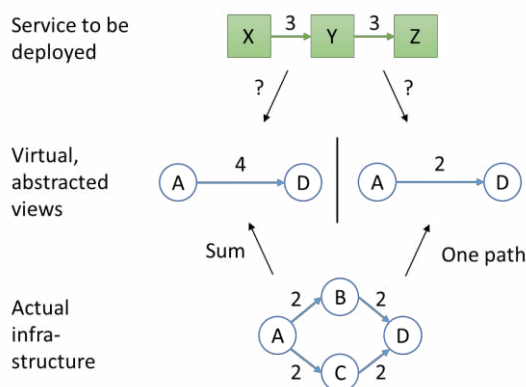 Service to be
deployed
X 3 Y 3 Z
? ?
Virtual,
abstracted
views
A 4 D
A 2 D
Sum
One path
Actual
infra-
structure
2 B 2
A D
2 C 2